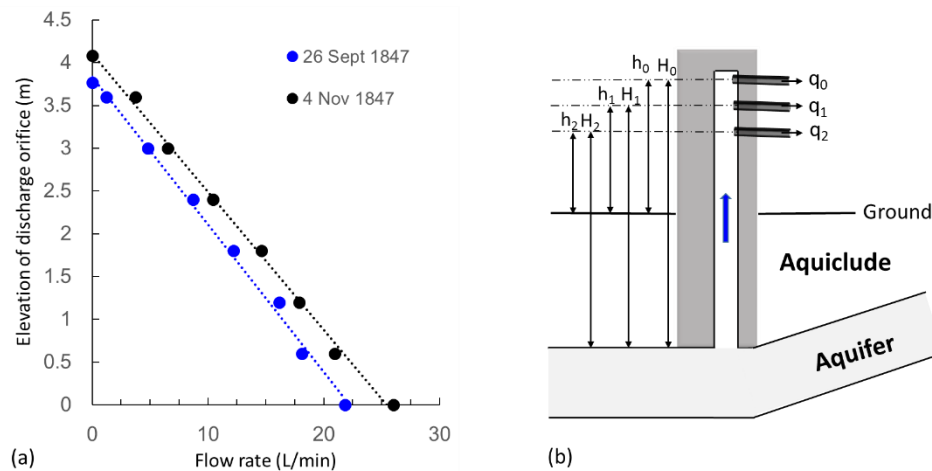 4.5
4
3.5
3
2.5
2
1.5
1
0.5
0
0
10
20
30
Elevation of discharge orifice (m)
Flow rate (L/min)
26 Sept 1847
4 Nov 1847
(a)
h0 H0
h1 H1
h2 H2
q0
q1
q2
Ground
Aquiclude
Aquifer
(b)